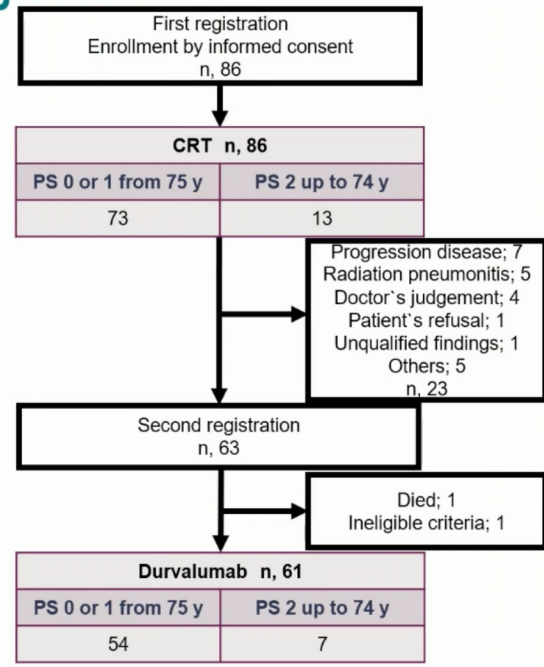 First registration
Enrollment by informed consent
n, 86
CRT n, 86
PS 0 or 1 from 75 y PS 2 up to 74 y
73 13
Progression disease; 7
Radiation pneumonitis; 5
Doctor`s judgement; 4
Patient`s refusal; 1
Unqualified findings; 1
Others; 5
n, 23
Second registration
n, 63
Died; 1
Ineligible criteria; 1
Durvalumab n, 61
PS 0 or 1 from 75 y PS 2 up to 74 y
54 7